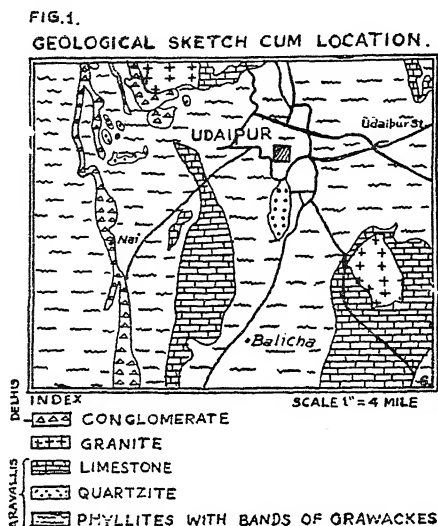 FIG.1.
GEOLOGICAL SKETCH CUM LOCATION.
UDAIPUR
Udaipur St.
Nai
Balicha
INDEX
SCALE 1"=4 MILE
DELHIS
CONGLOMERATE
GRANITE
ARAVALLIS
LIMESTONE
QUARTZITE
PHYLLITES WITH BANDS OF GRAWACKES